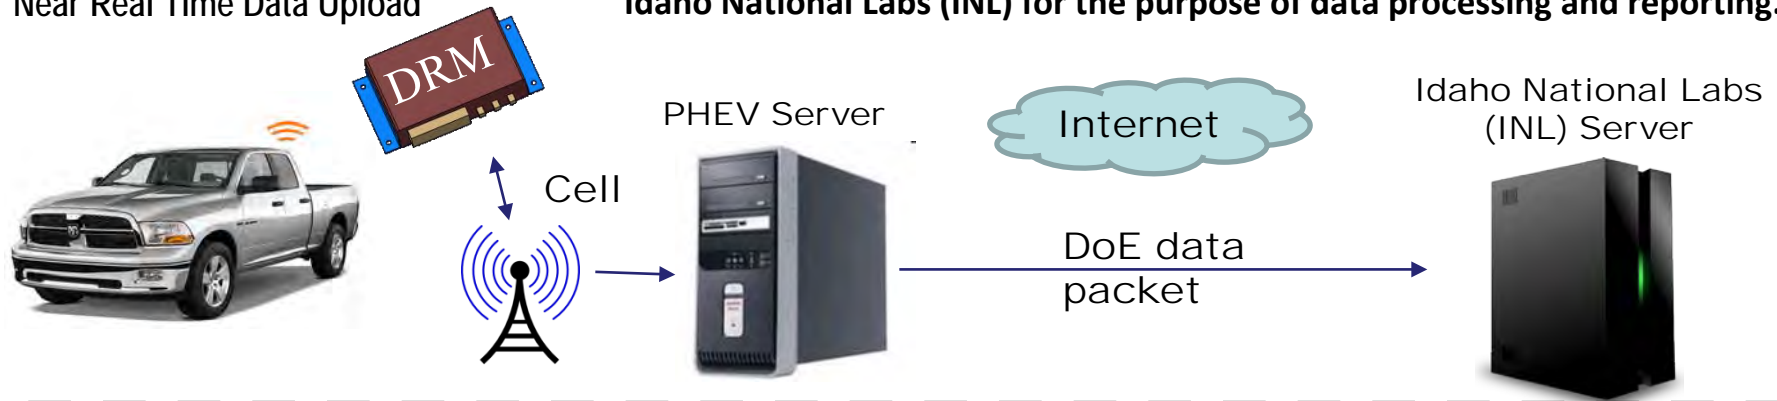 Near Real Time Data Upload
Idaho National Labs (INL) for the purpose of data processing and reporting.
DRM
PHEV Server
Internet
Idaho National Labs
(INL) Server
Cell
DoE data
packet